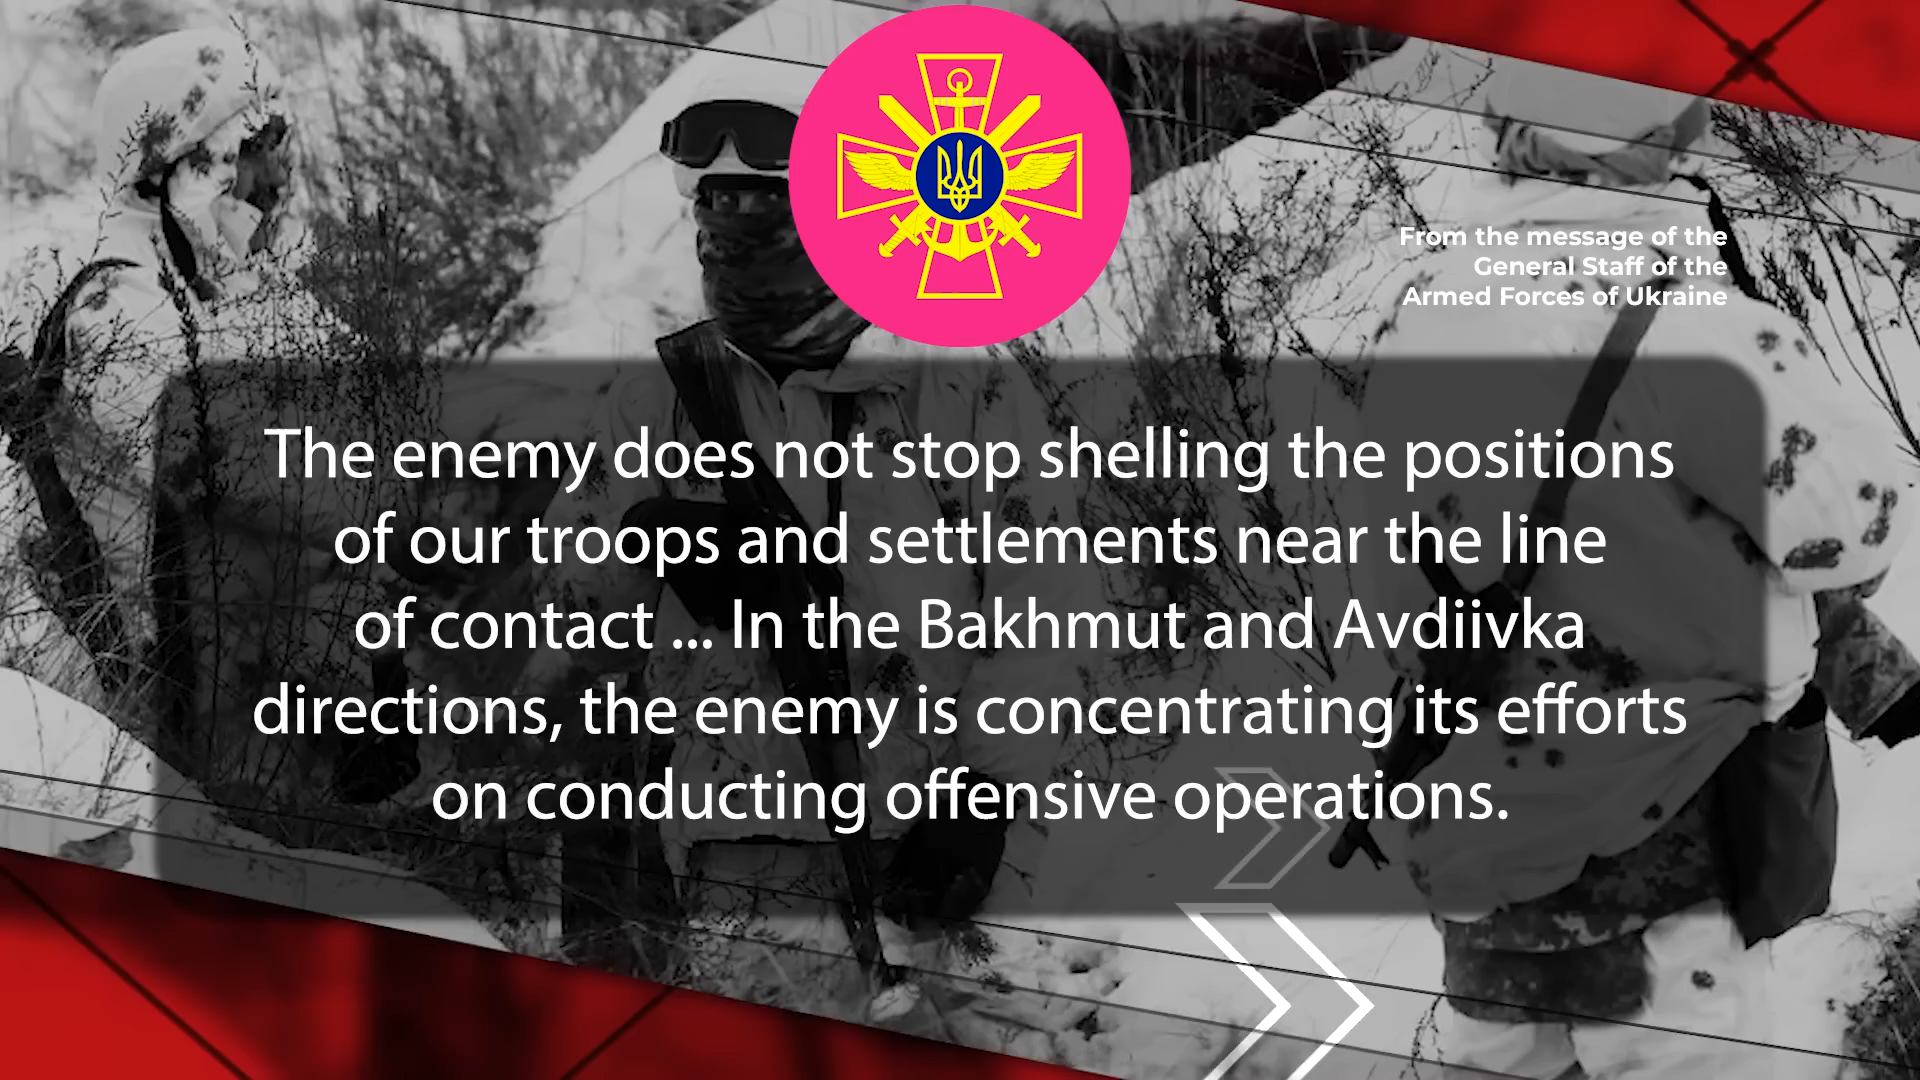 From the message of the
General Staff of the
Armed Forces of Ukraine
The enemy does not stop shelling the positions
of our troops and settlements near the line
of contact ... In the Bakhmut and Avdiivka
directions, the enemy is concentrating its efforts
on conducting offensive operations.